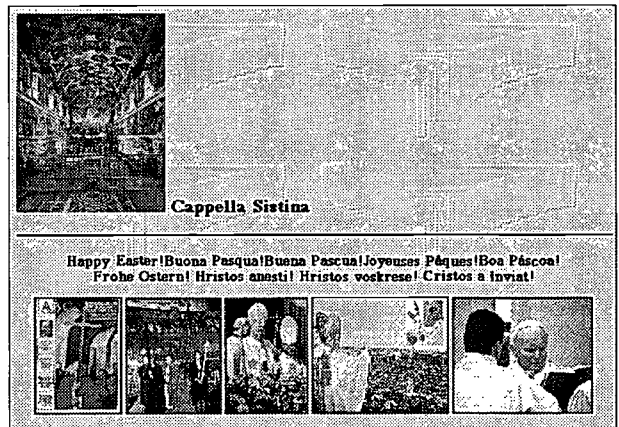 Cappella Sistina
Happy Easter!Buona Pasqua!Buena Pascua!Joyeuses Pâques!Boa Páscoa!
Frohe Ostern! Hristos anesti! Hristos voskrese! Cristos a inviat!